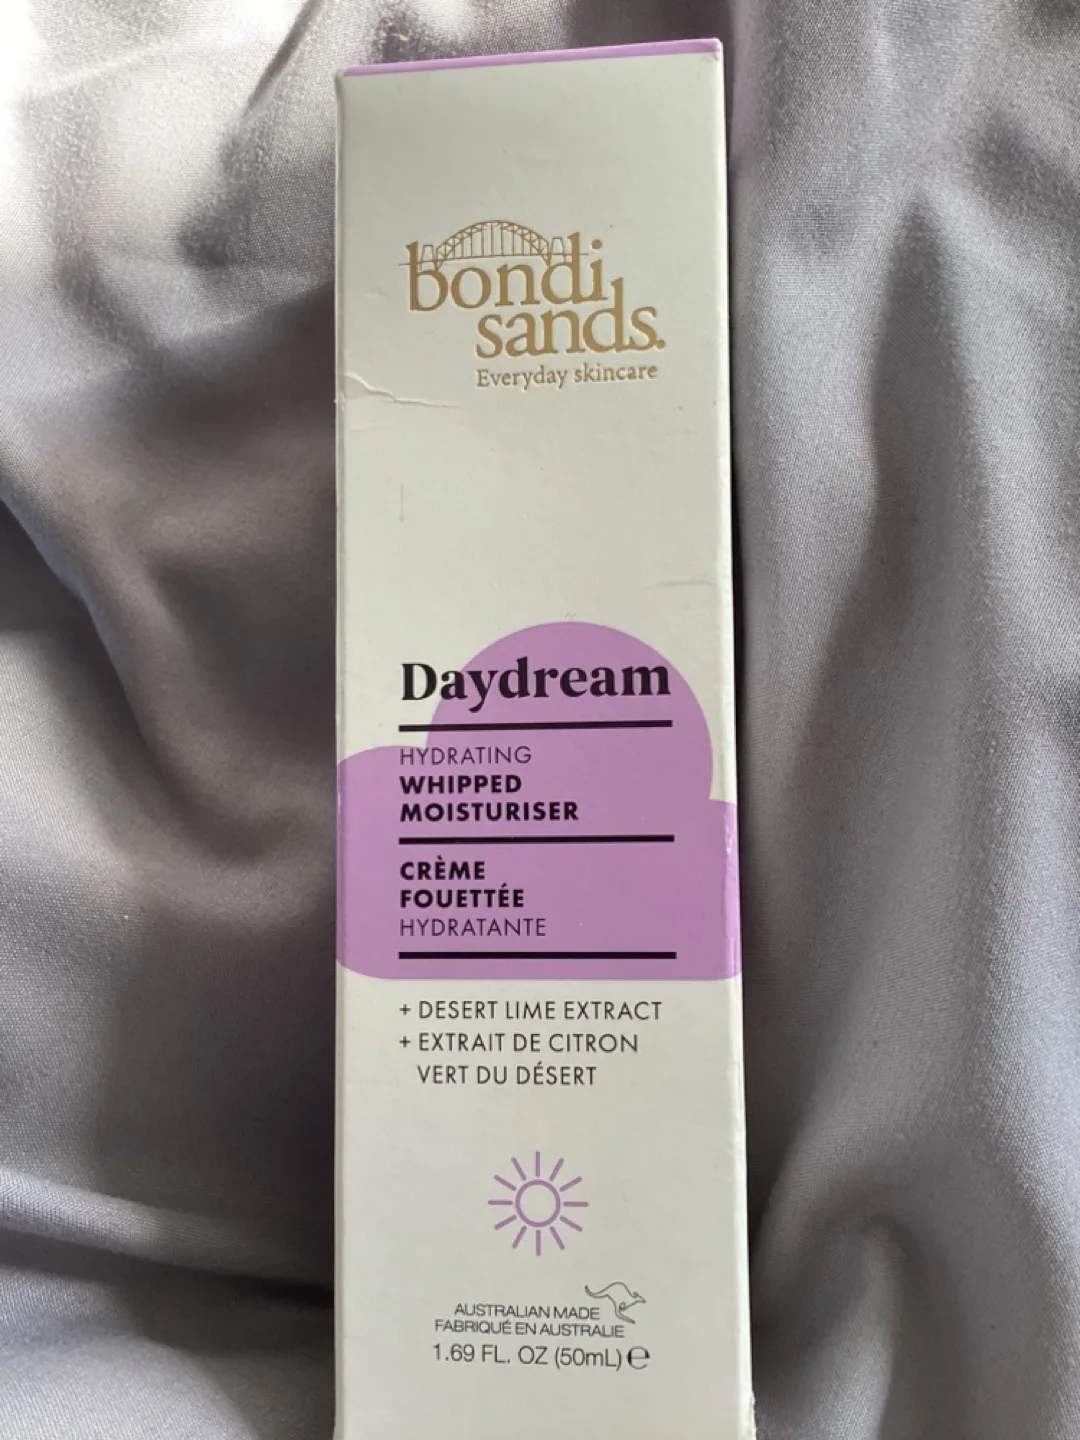 bondi
sands.
Everyday skincare
Daydream
HYDRATING
WHIPPED
MOISTURISER
CRÈME
FOUETTÉE
HYDRATANTE
+ DESERT LIME EXTRACT
+ EXTRAIT DE CITRON
VERT DU DÉSERT
AUSTRALIAN MADE
FABRIQUÉ EN AUSTRALIE
1.69 FL. OZ (50mL) ℮